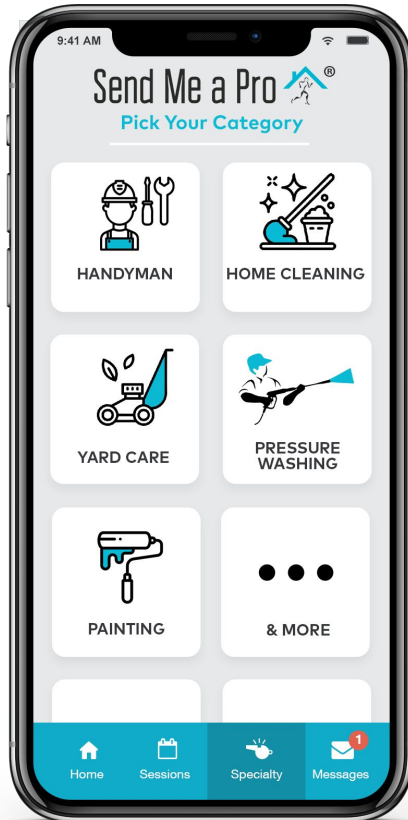 9:41 AM
Send Me a Pro ®
Pick Your Category
HANDYMAN
HOME CLEANING
YARD CARE
PRESSURE
WASHING
PAINTING
& MORE
1
Home
Sessions
Specialty
Messages